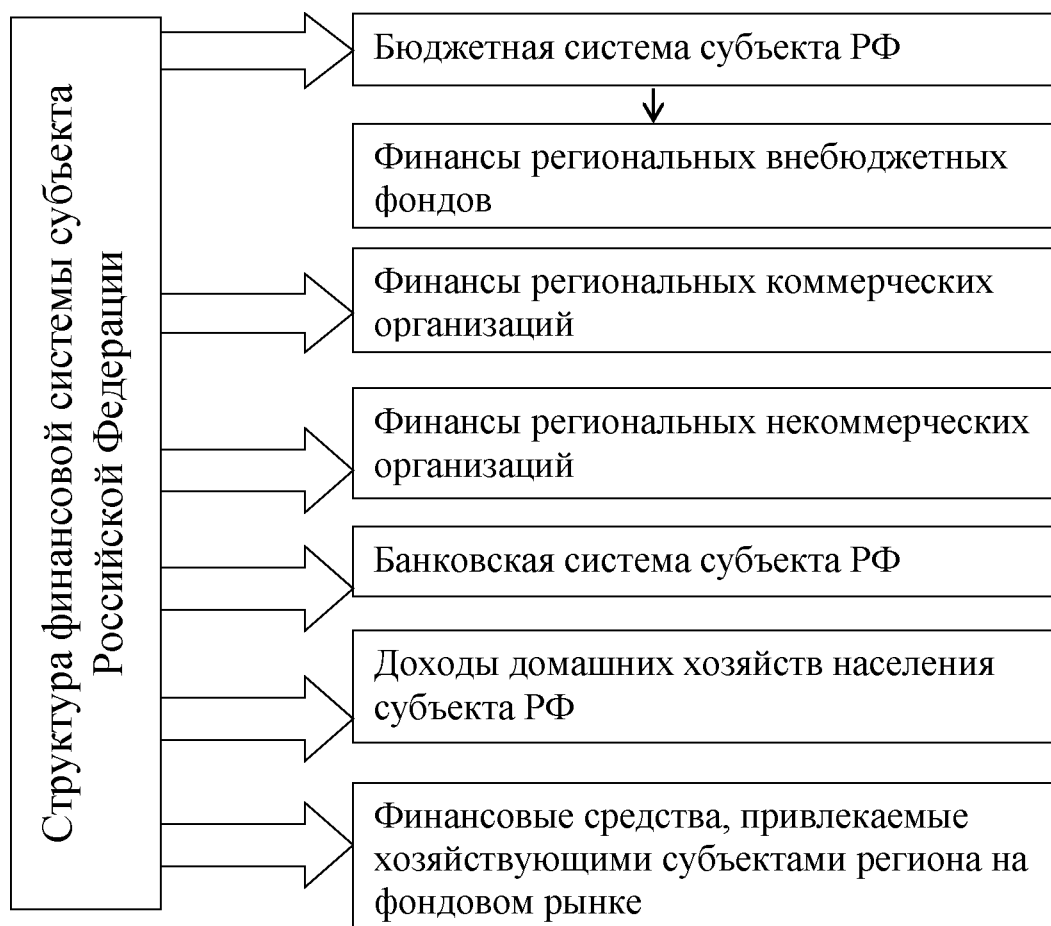 Структура финансовой системы субъекта
Российской Федерации
Бюджетная система субъекта РФ
Финансы региональных внебюджетных
фондов
Финансы региональных коммерческих
организаций
Финансы региональных некоммерческих
организаций
Банковская система субъекта РФ
Доходы домашних хозяйств населения
субъекта РФ
Финансовые средства, привлекаемые
хозяйствующими субъектами региона на
фондовом рынке